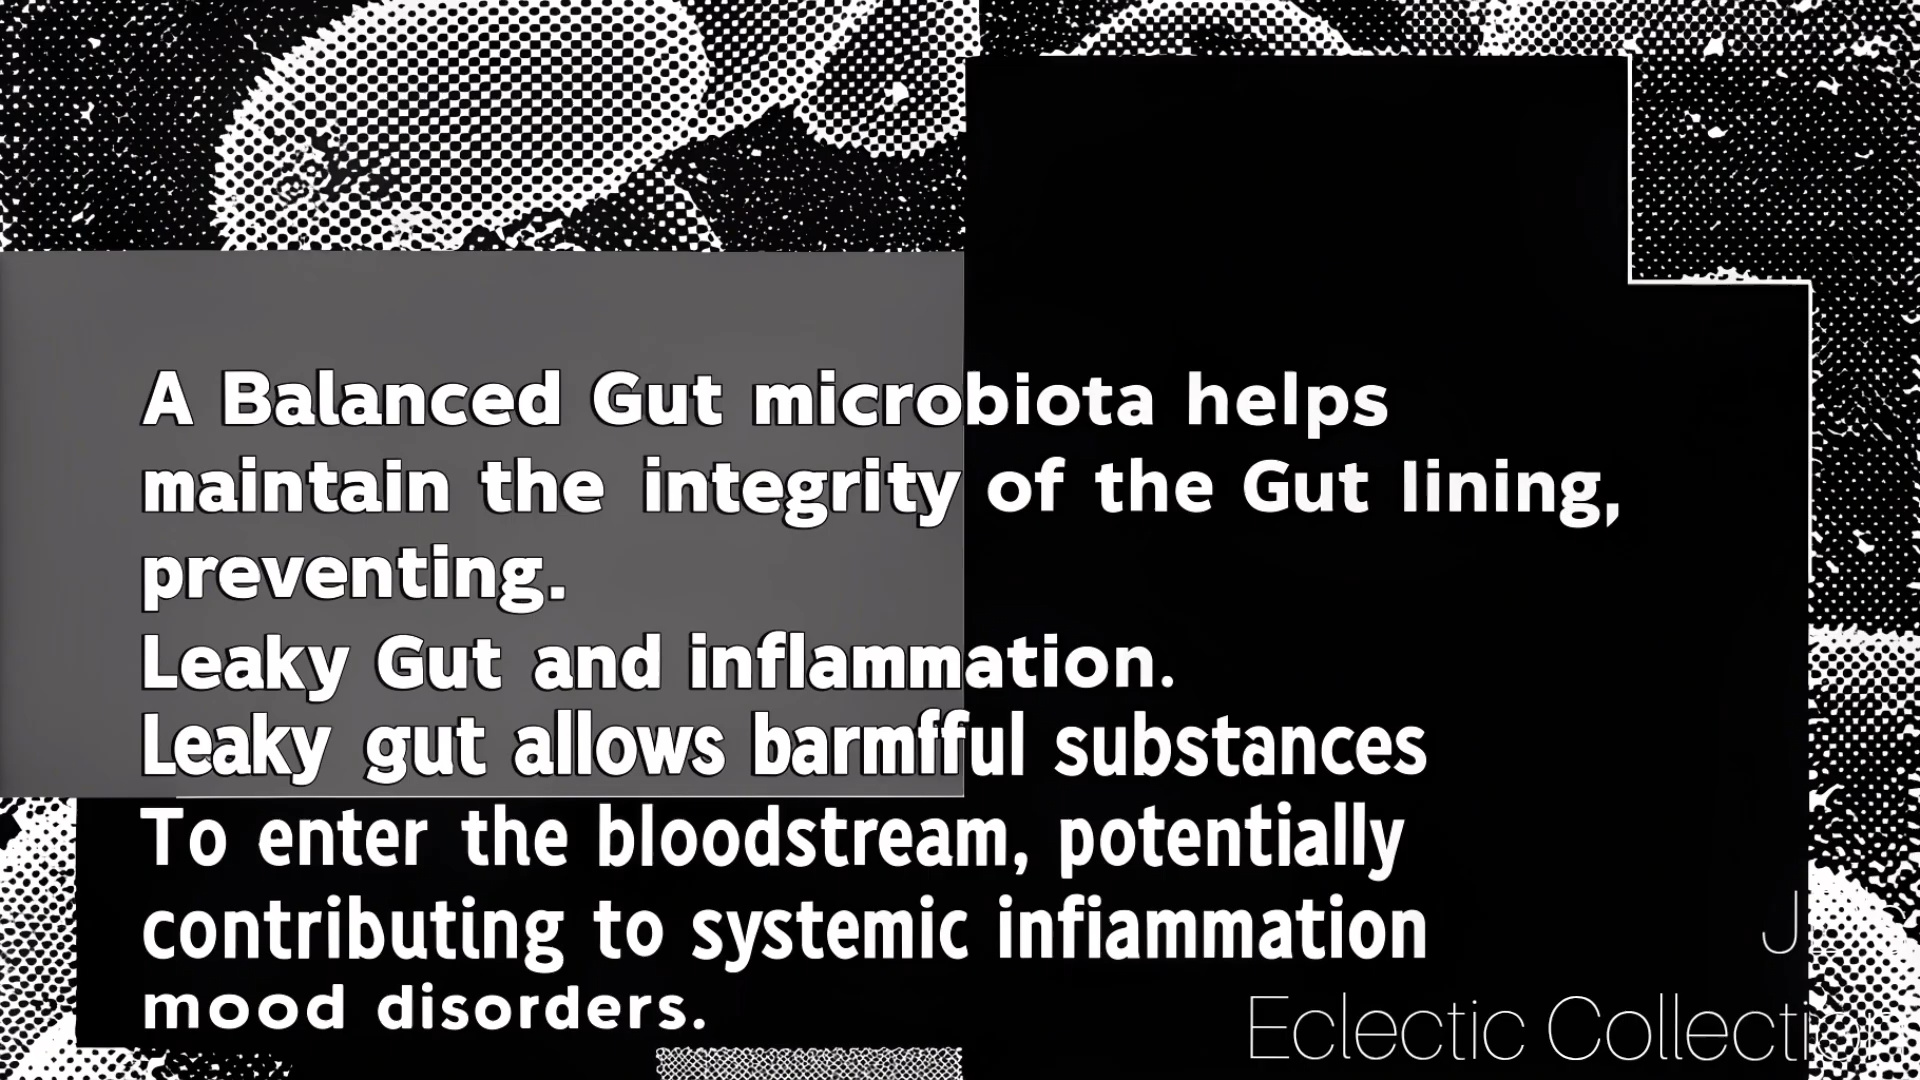 A Balanced Gut microbiota helps
maintain the integrity of the Gut lining,
preventing.
Leaky Gut and inflammation.
Leaky gut allows barmfful substances
To enter the bloodstream, potentially
contributing to systemic infiammation
mood disorders.
Eclectic Collection